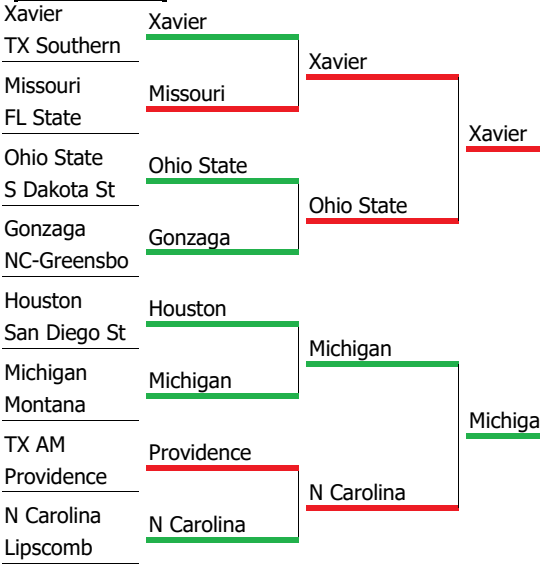 Xavier
TX Southern
Missouri
FL State
Ohio State
S Dakota St
Gonzaga
NC-Greensbo
Houston
San Diego St
Michigan
Montana
TX AM
Providence
N Carolina
Lipscomb
Xavier
Missouri
Ohio State
Gonzaga
Houston
Michigan
Providence
N Carolina
Xavier
Ohio State
Michigan
N Carolina
Xavier
Michiga